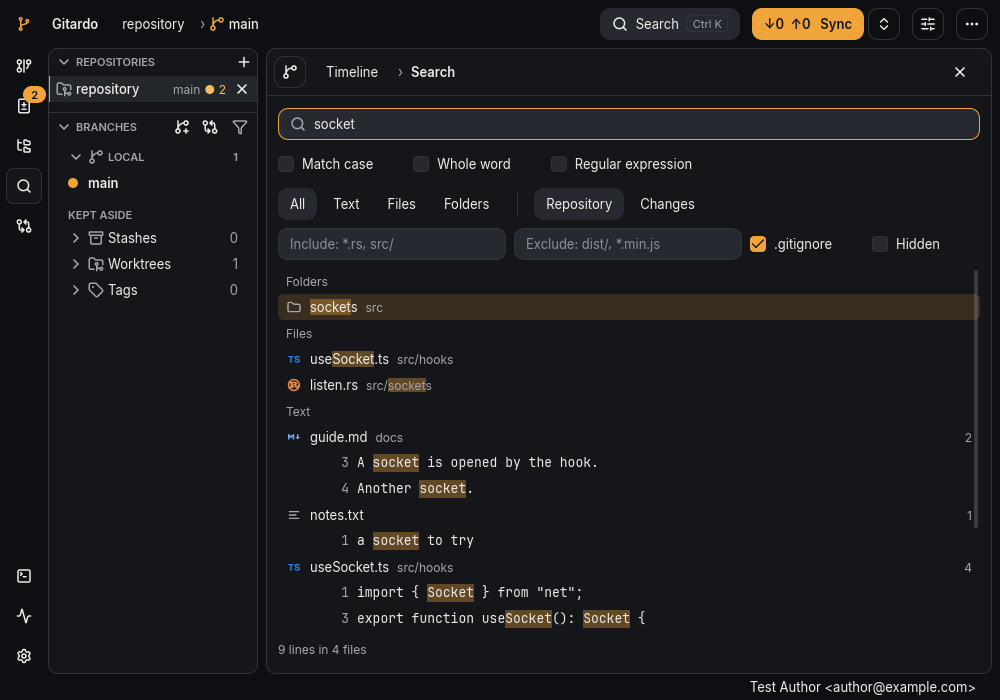 Gitardo repository › main Search Ctrl K ↓0 ↑0 Sync
REPOSITORIES
repository main 2
2
BRANCHES
LOCAL 1
main
KEPT ASIDE
Stashes 0
Worktrees 1
Tags 0
Timeline › Search
socket
Match case Whole word Regular expression
All Text Files Folders Repository Changes
Include: *.rs, src/ Exclude: dist/, *.min.js .gitignore Hidden
Folders
sockets src
Files
TS useSocket.ts src/hooks
listen.rs src/sockets
Text
M↓ guide.md docs 2
3 A socket is opened by the hook.
4 Another socket.
notes.txt 1
1 a socket to try
TS useSocket.ts src/hooks 4
1 import { Socket } from "net";
3 export function useSocket(): Socket {
9 lines in 4 files
Test Author <author@example.com>